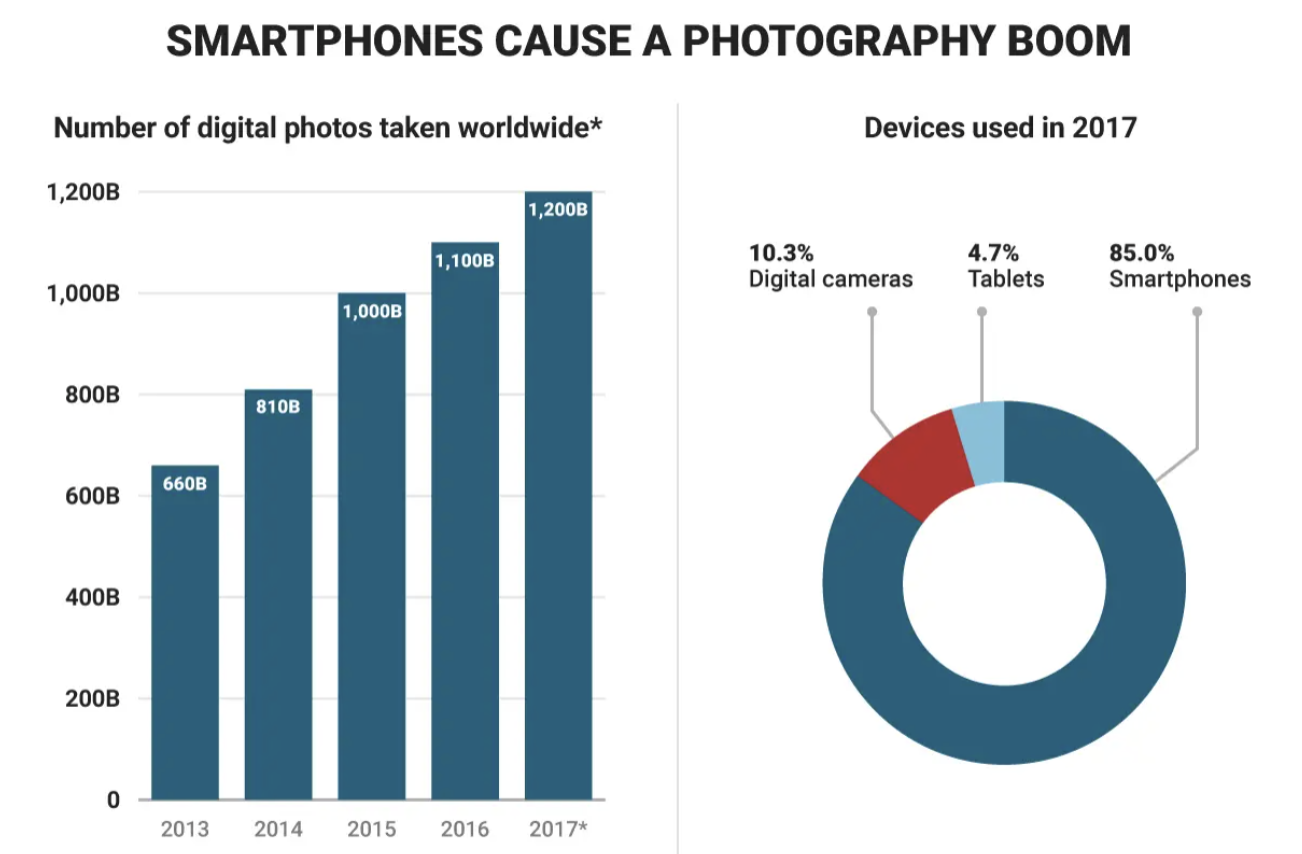 SMARTPHONES CAUSE A PHOTOGRAPHY BOOM
Number of digital photos taken worldwide*
1,200B
1,000B
800B
600B
400B
200B
0
660B
810B
1,000B
1,100B
1,200B
2013
2014
2015
2016
2017*
Devices used in 2017
10.3%
Digital cameras
4.7%
Tablets
85.0%
Smartphones